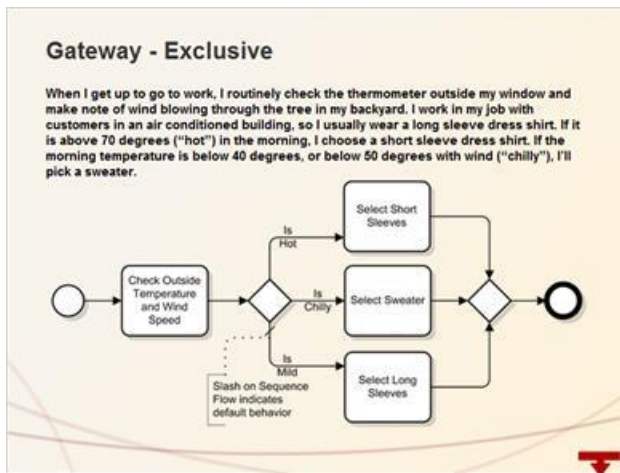 Gateway - Exclusive
When I get up to go to work, I routinely check the thermometer outside my window and
make note of wind blowing through the tree in my backyard. I work in my job with
customers in an air conditioned building, so I usually wear a long sleeve dress shirt. If it
is above 70 degrees ("hot") in the morning, I choose a short sleeve dress shirt. If the
morning temperature is below 40 degrees, or below 50 degrees with wind ("chilly"), I'll
pick a sweater.
Select Short
Sleeves
Is
Hot
Check Outside
Temperature
and Wind
Speed
Is
Chilly
Select Sweater
Is
Mild
Select Long
Sleeves
Slash on Sequence
Flow indicates
default behavior